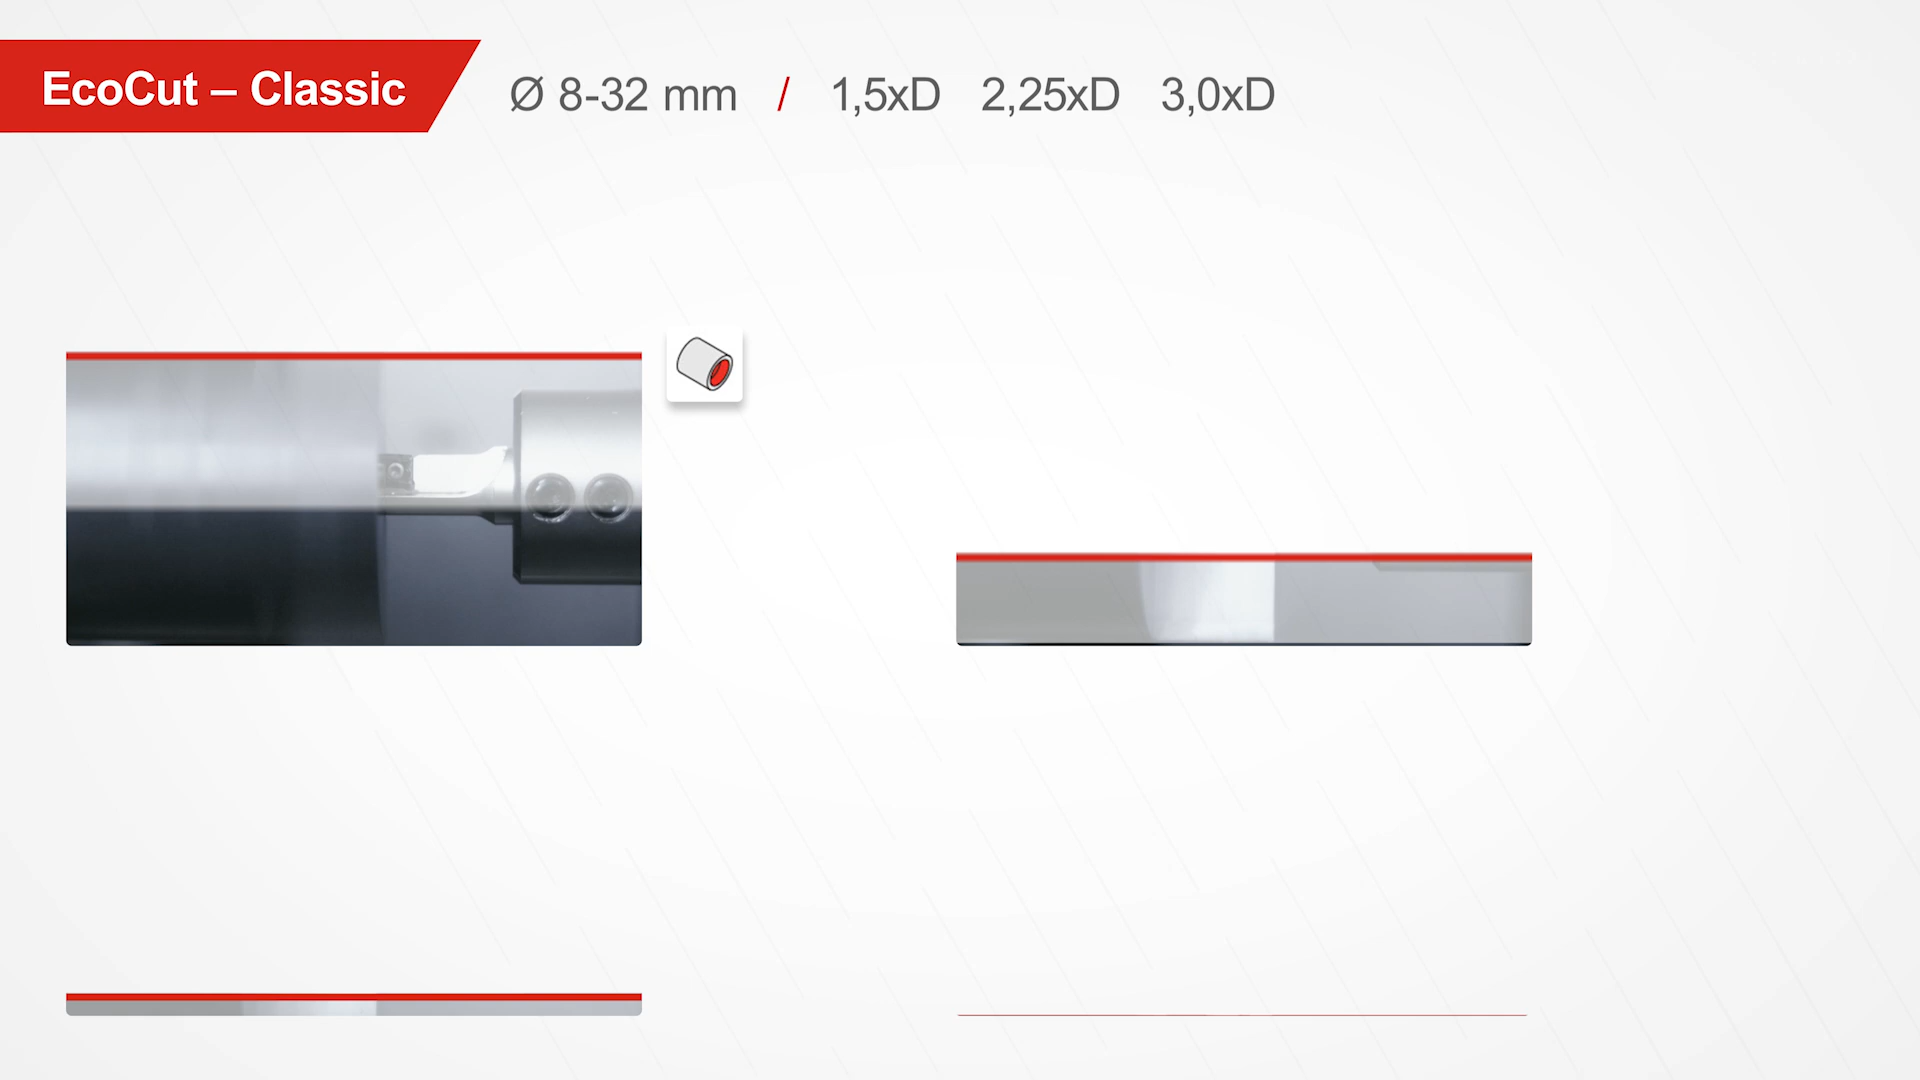 EcoCut – Classic
Ø 8-32 mm / 1,5xD 2,25xD 3,0xD